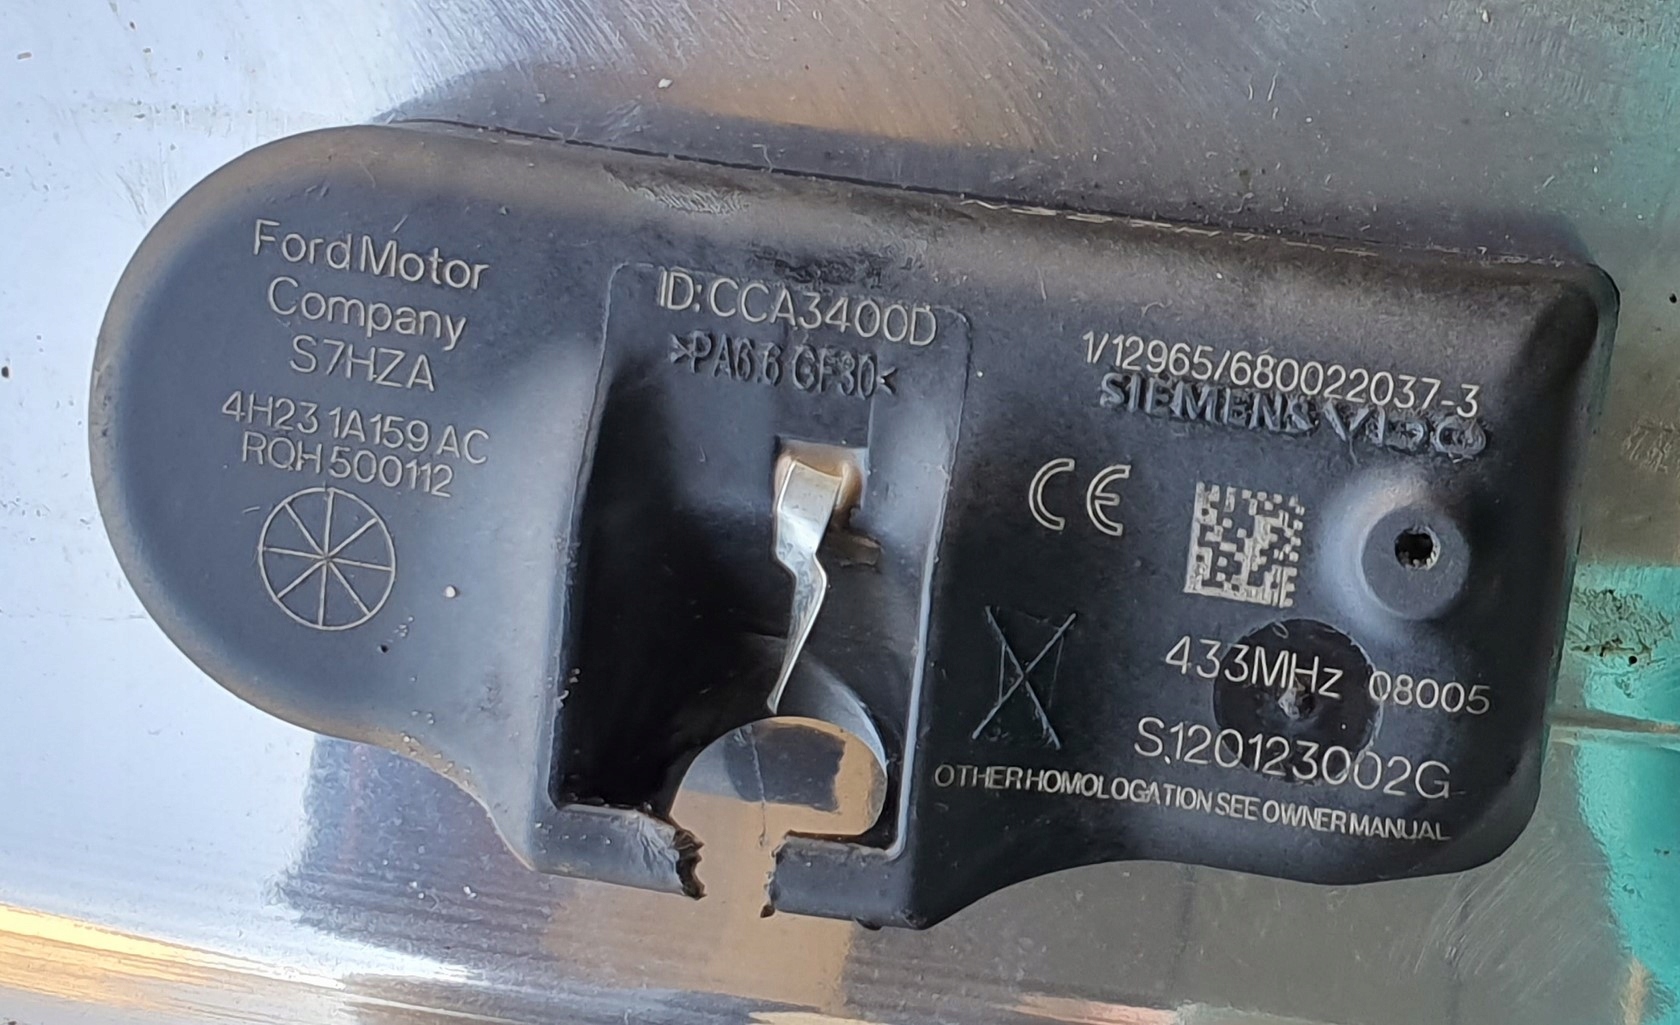 Ford Motor
Company
S7HZA
4H23 1A159 AC
RQH 500112
ID: CCA3400D
>PA6.6 GF30<
1/12965/680022037-3
SIEMENS VDO
CE
433MHz 08005
S120123002G
OTHER HOMOLOGATION SEE OWNER MANUAL